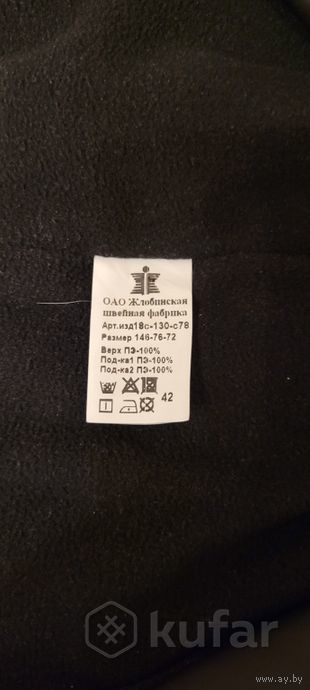 ОАО Жлобинская
швейная фабрика
Арт.изд18с-130-с78
Размер 146-76-72
Верх ПЭ-100%
Под-ка1 ПЭ-100%
Под-ка2 ПЭ-100%
42
kufar
www.ay.by